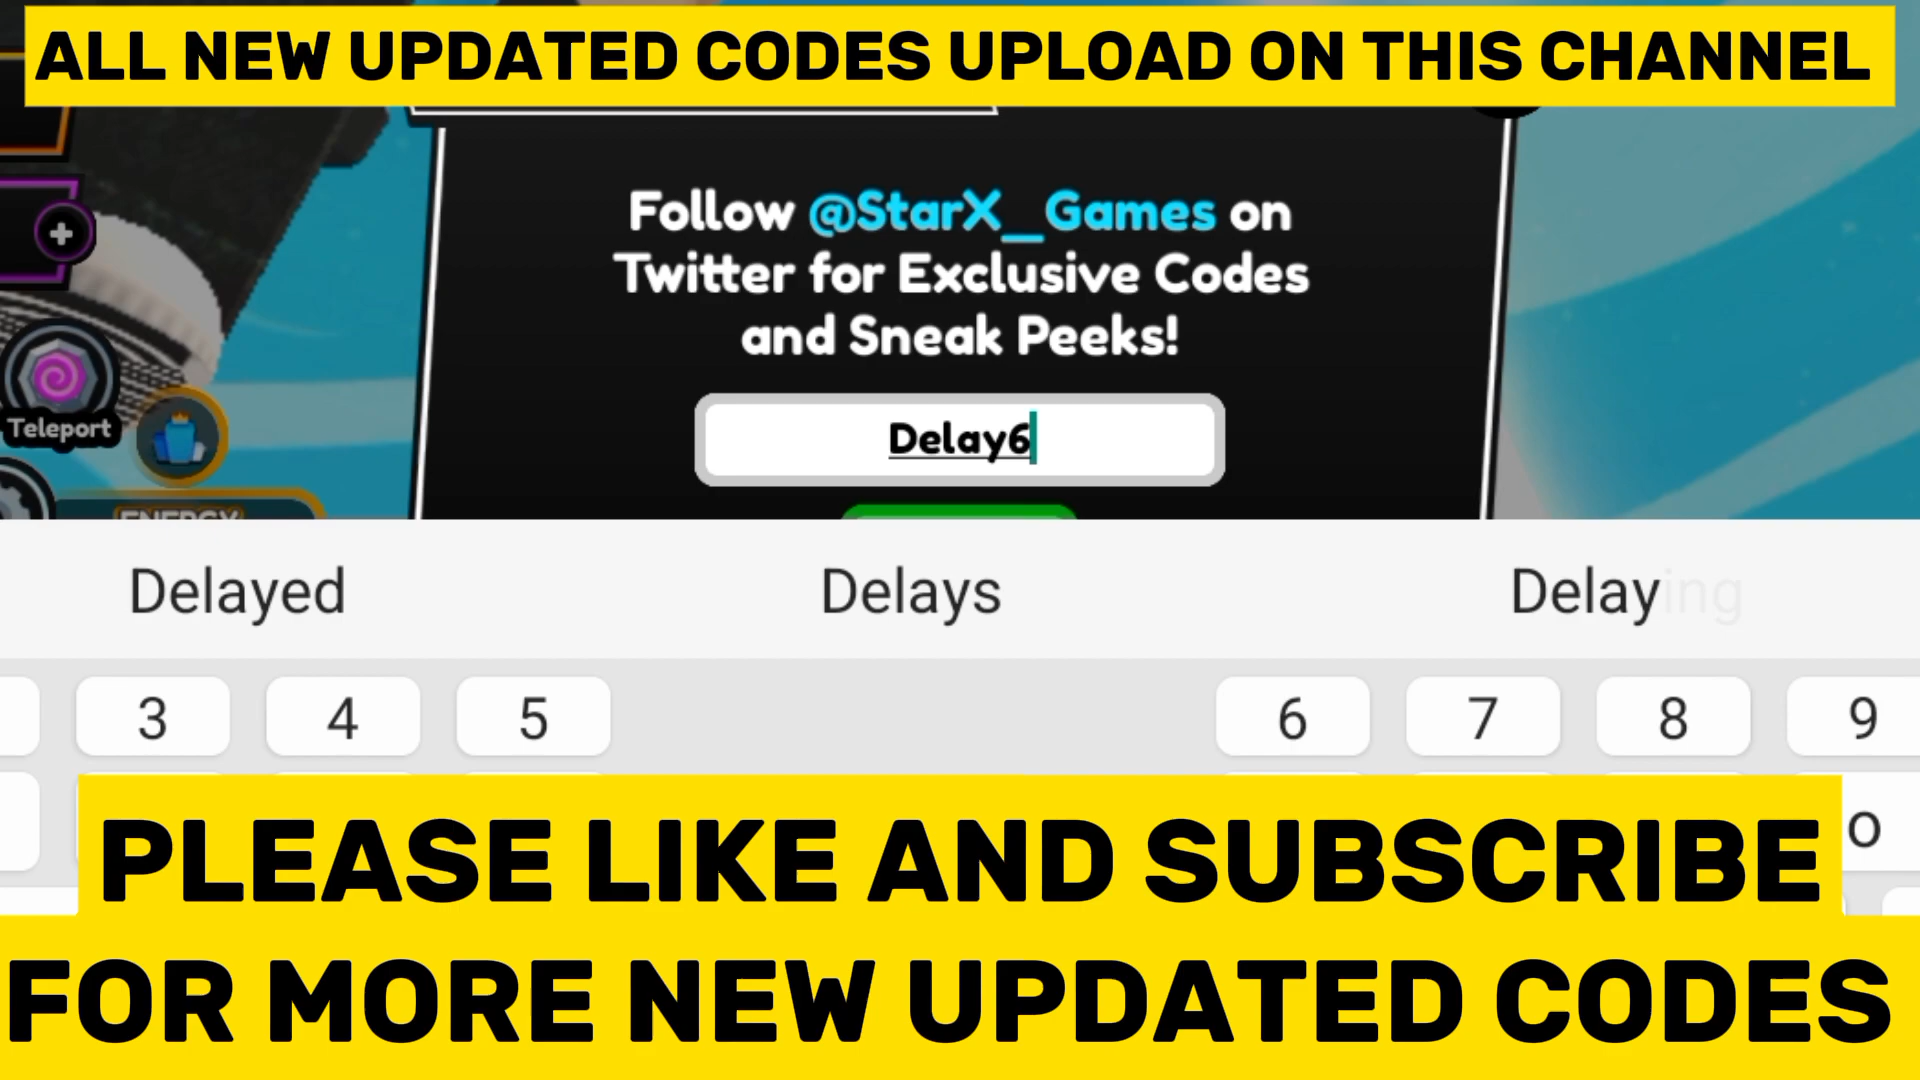 ALL NEW UPDATED CODES UPLOAD ON THIS CHANNEL
Follow @StarX_Games on
Twitter for Exclusive Codes
and Sneak Peeks!
Delay6
Teleport
ENERGY
Delayed Delays Delaying
3 4 5 6 7 8 9
o
PLEASE LIKE AND SUBSCRIBE
FOR MORE NEW UPDATED CODES